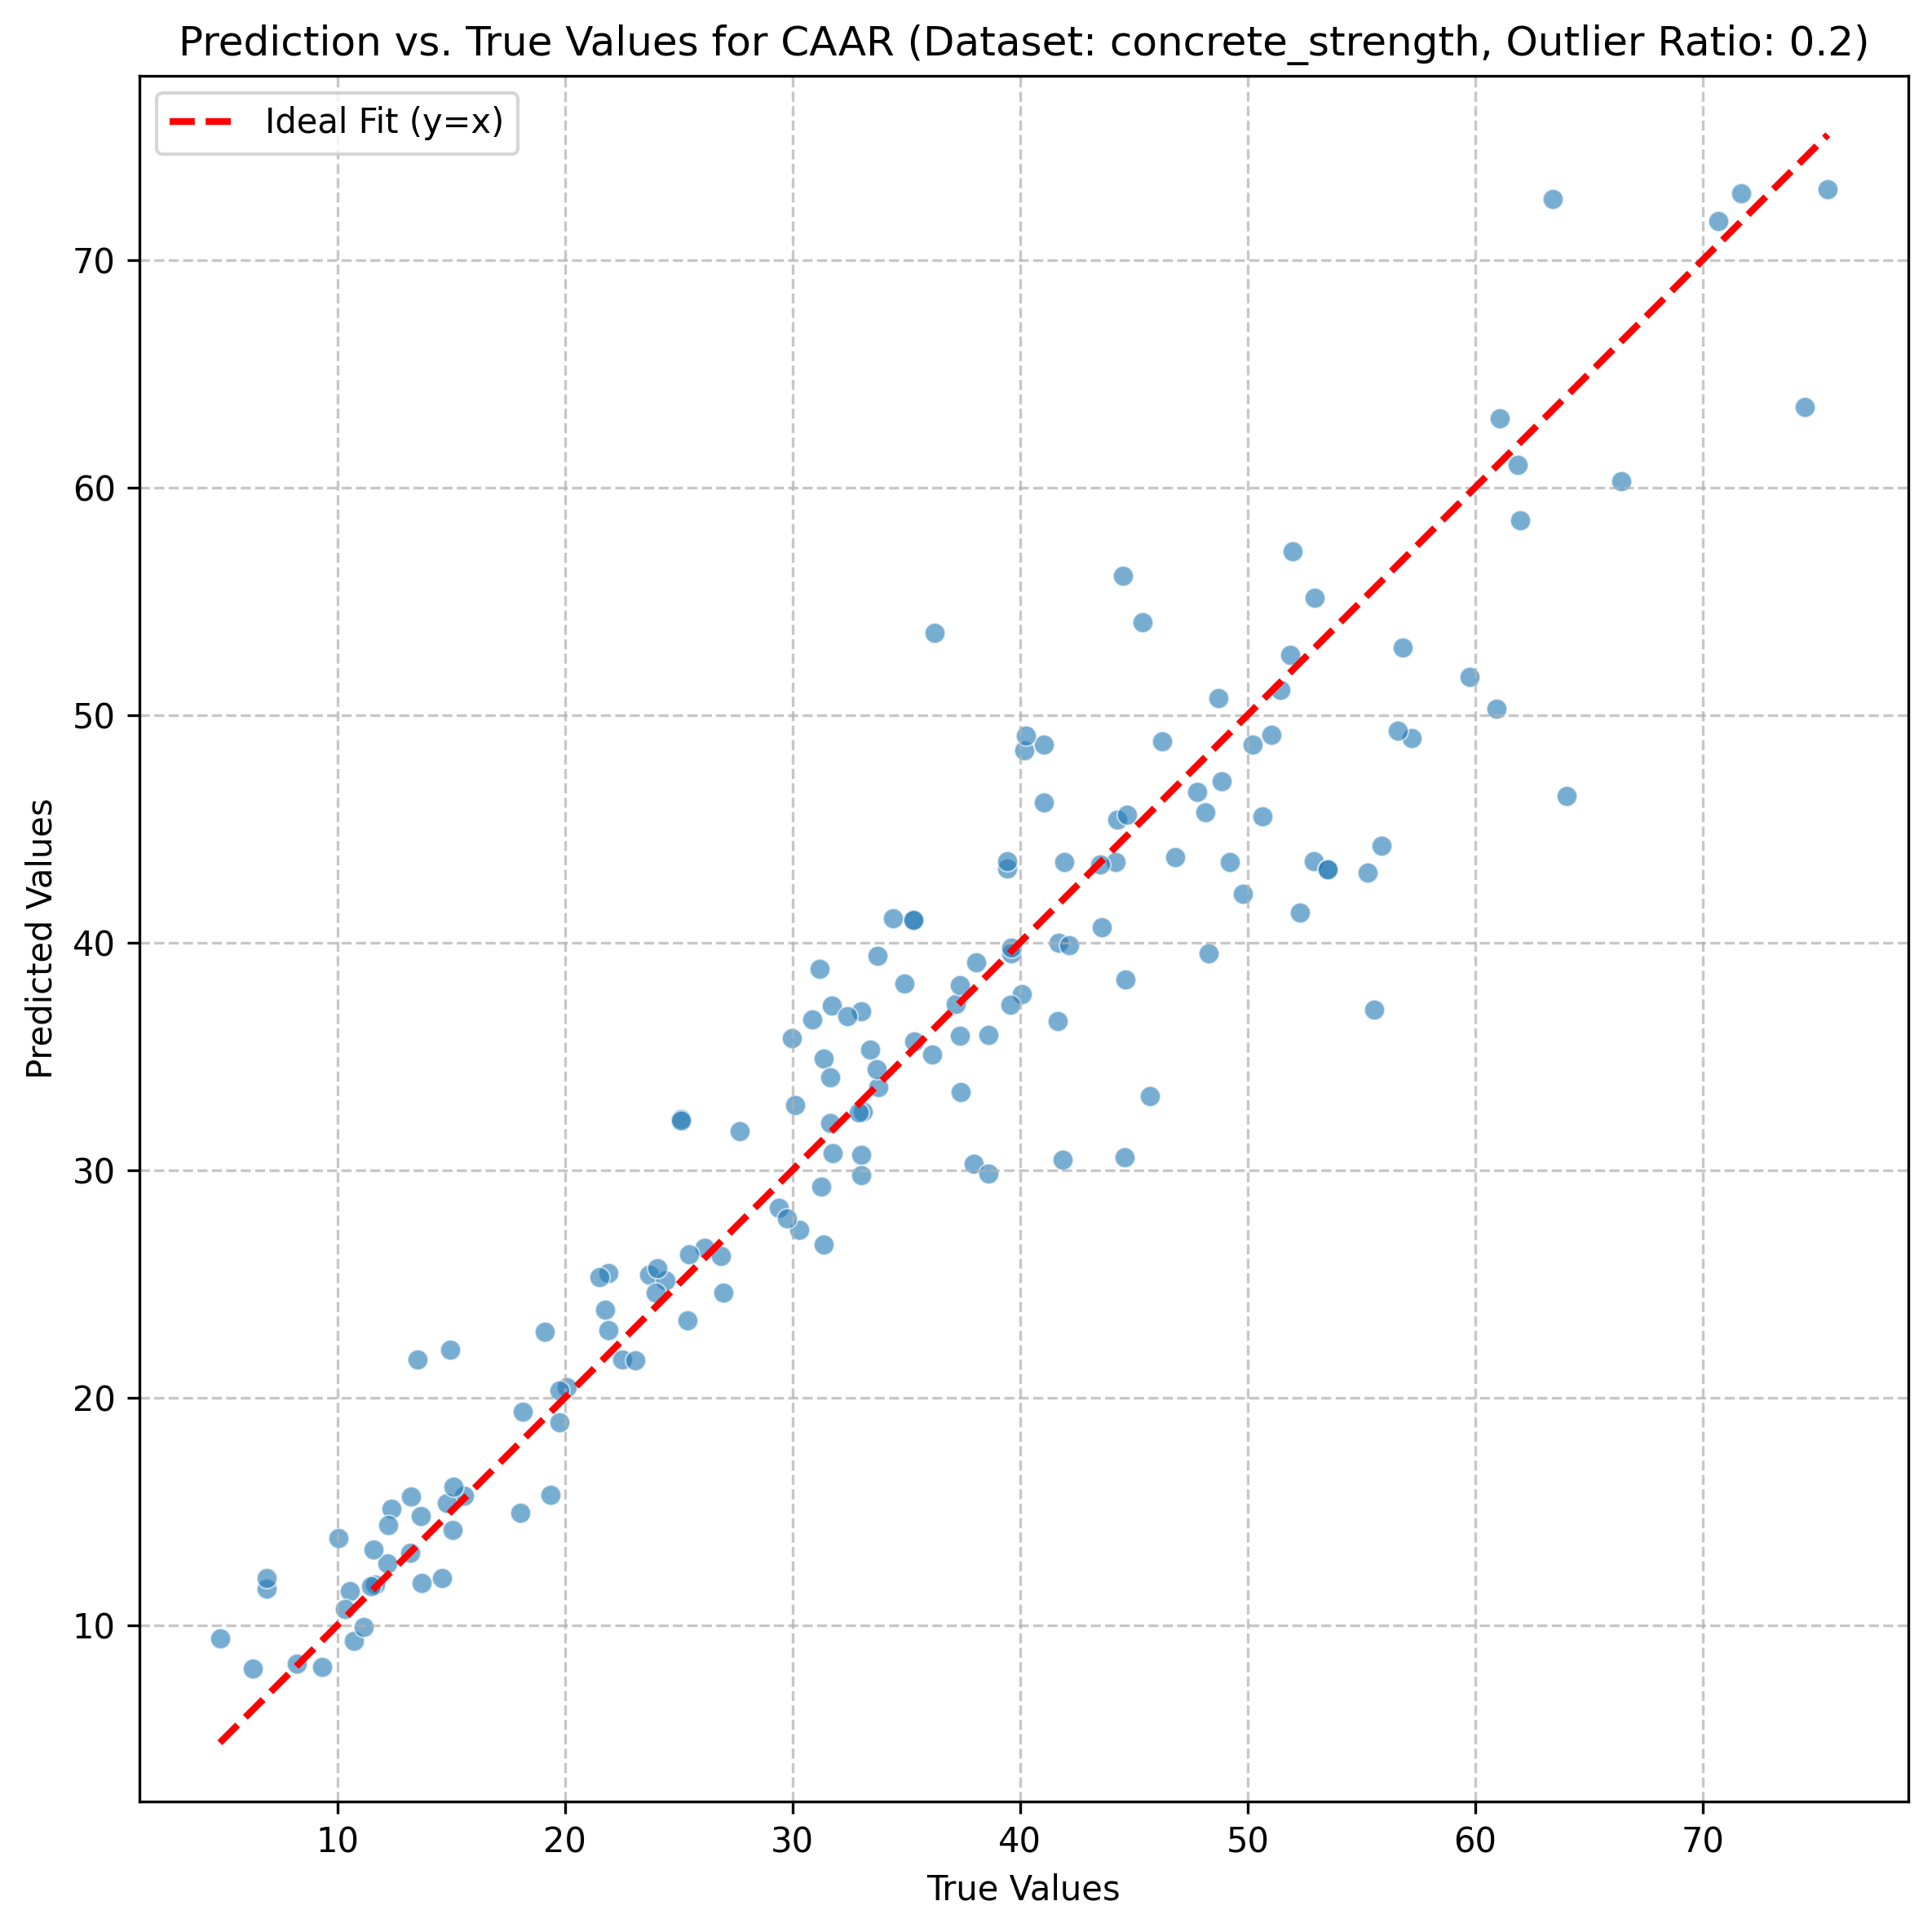 Prediction vs. True Values for CAAR (Dataset: concrete_strength, Outlier Ratio: 0.2)
Ideal Fit (y=x)
Predicted Values
70
60
50
40
30
20
10
10 20 30 40 50 60 70
True Values